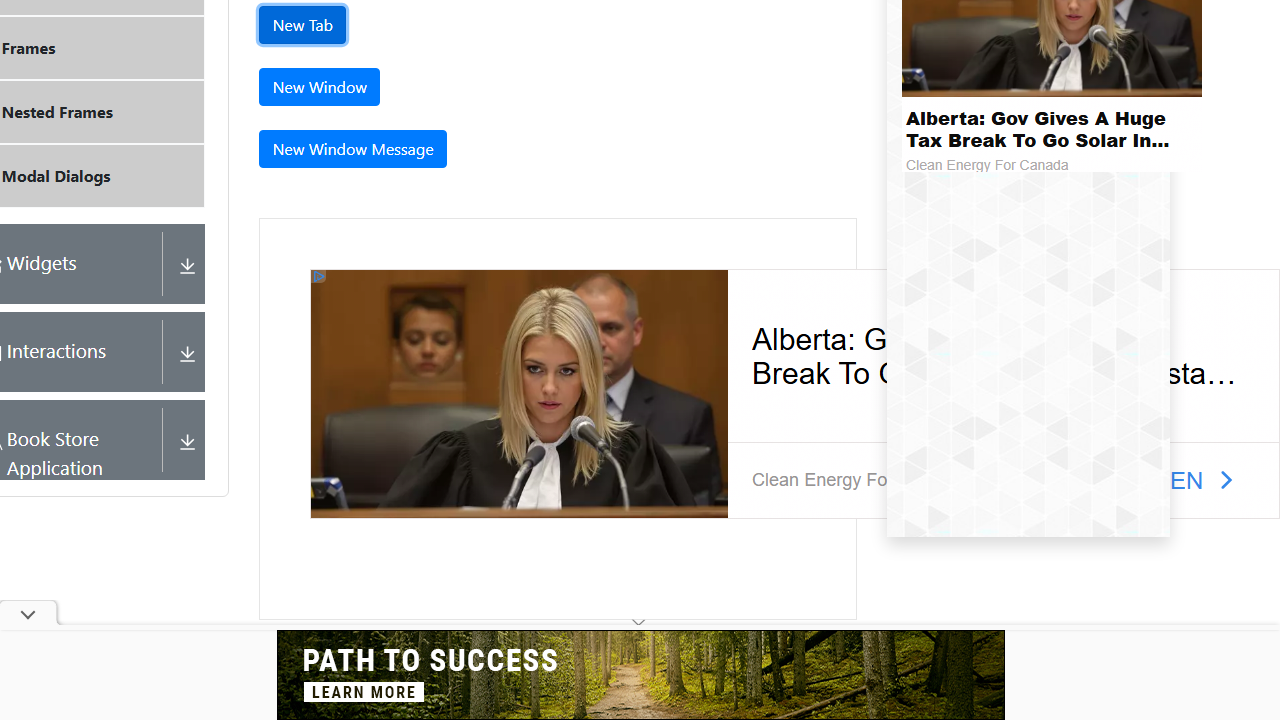 New Tab
Frames
New Window
Nested Frames
New Window Message
Modal Dialogs
Alberta: Gov Gives A Huge
Tax Break To Go Solar In...
Clean Energy For Canada
Widgets
Interactions
Book Store
Application
Alberta: G
Break To
sta…
Clean Energy Fo
EN
PATH TO SUCCESS
LEARN MORE